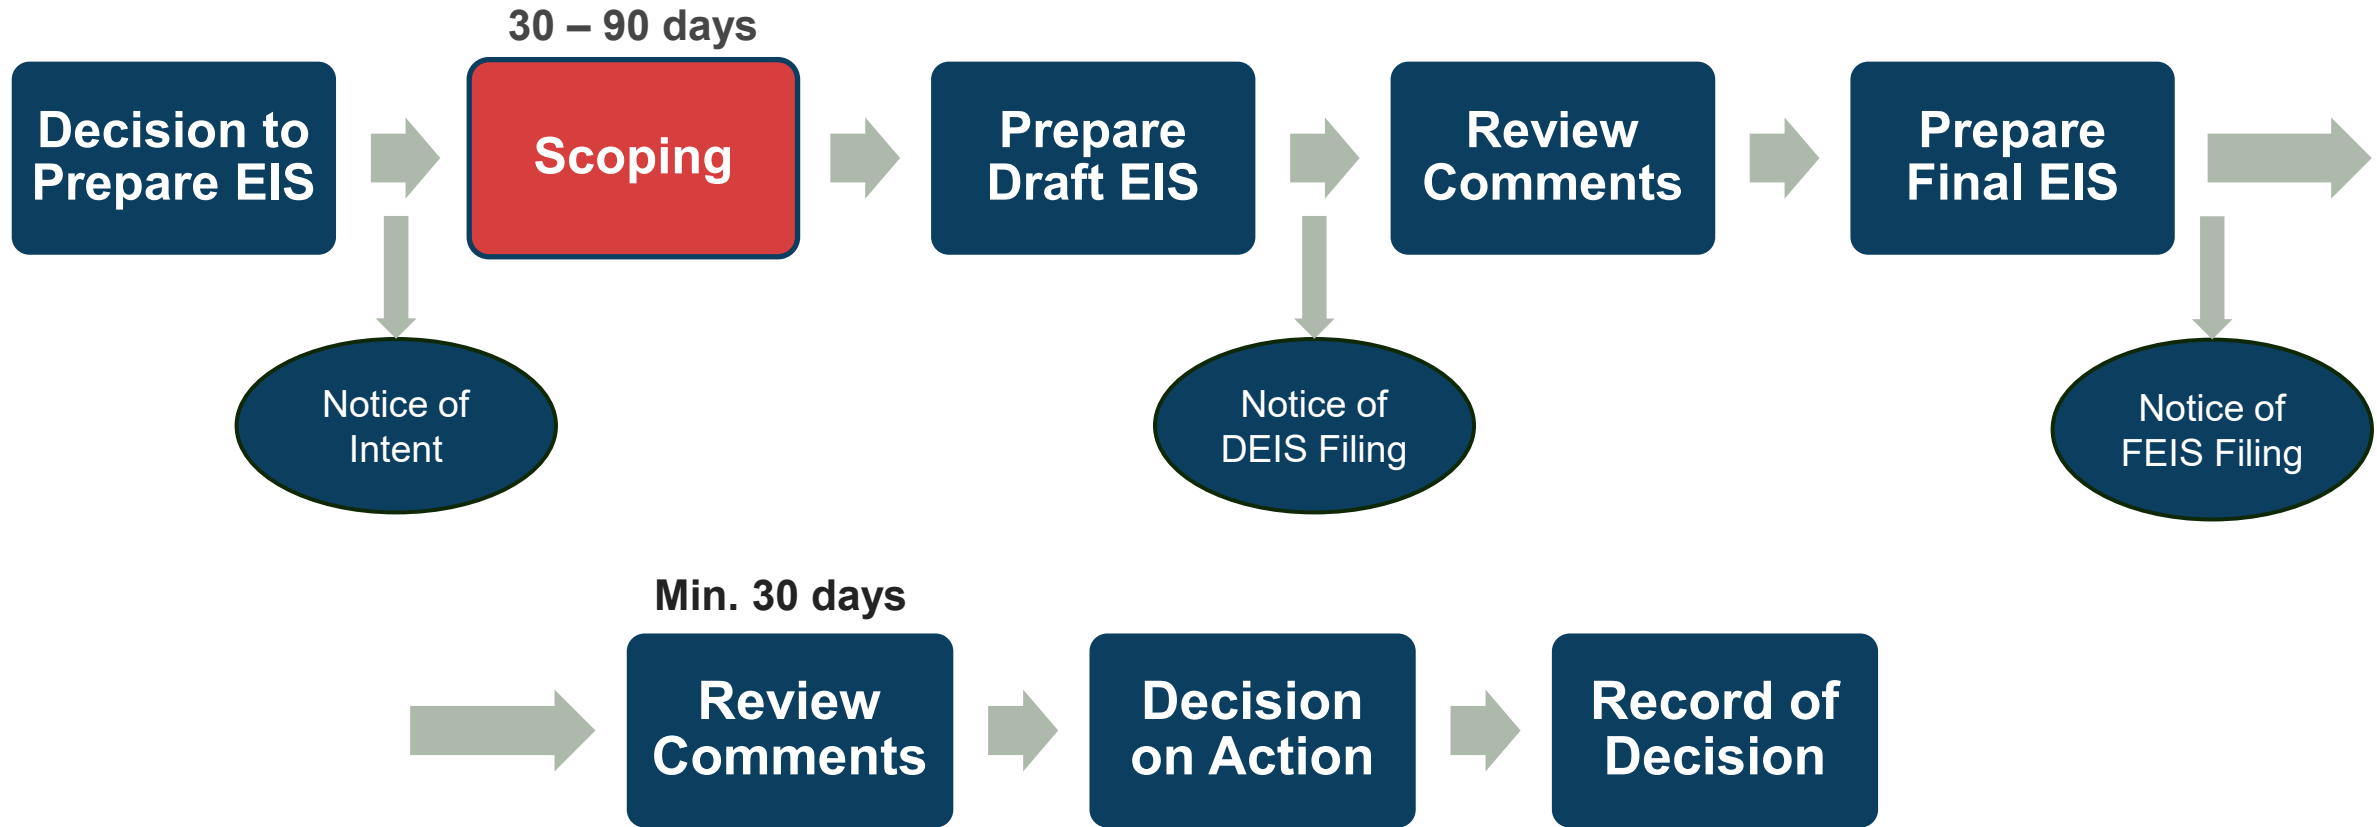 30 – 90 days
Decision to
Prepare EIS
Scoping
Prepare
Draft EIS
Review
Comments
Prepare
Final EIS
Notice of
Intent
Notice of
DEIS Filing
Notice of
FEIS Filing
Min. 30 days
Review
Comments
Decision
on Action
Record of
Decision